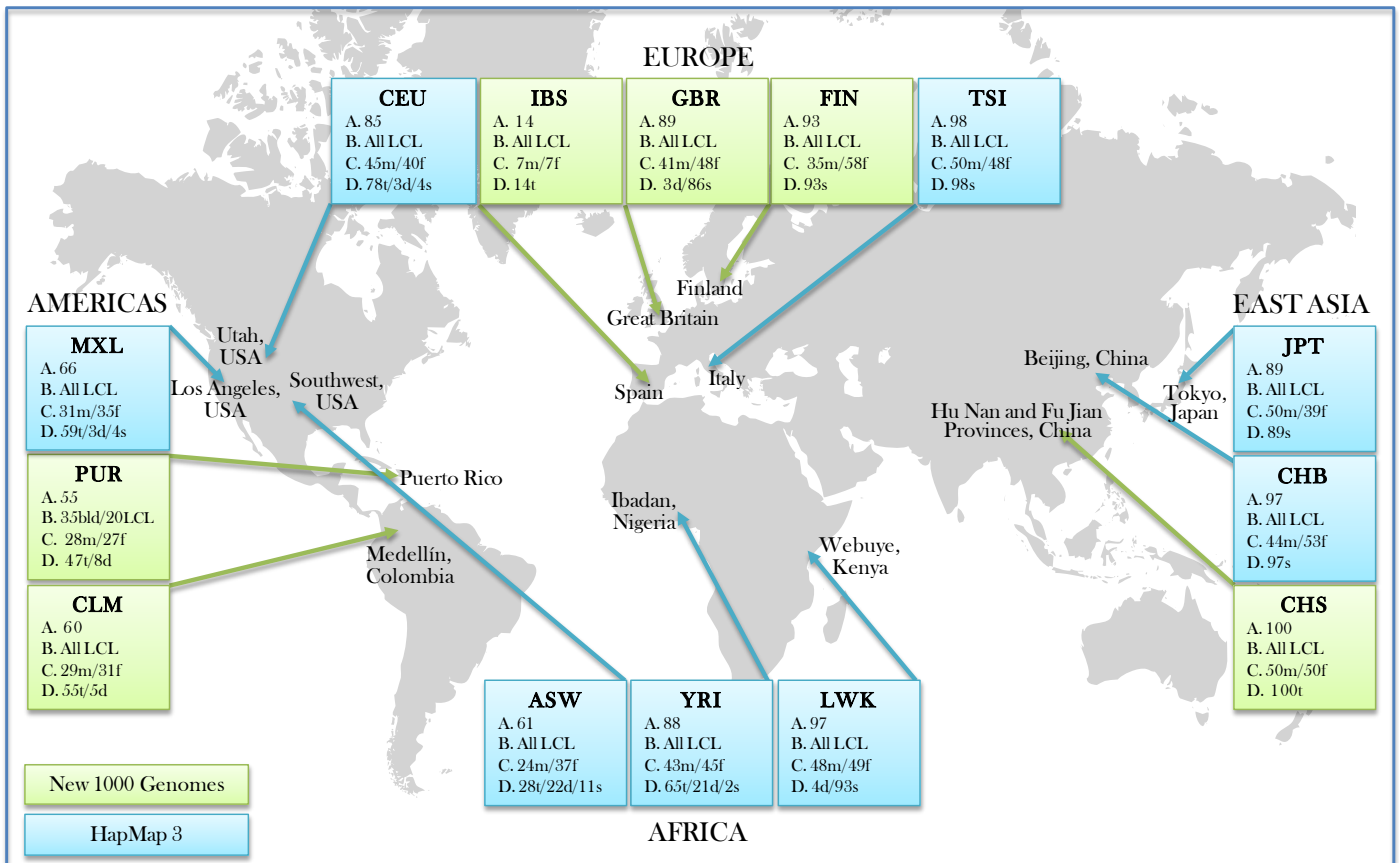 EUROPE
CEU
A. 85
B. All LCL
C. 45m/40f
D. 78t/3d/4s
IBS
A. 14
B. All LCL
C. 7m/7f
D. 14t
GBR
A. 89
B. All LCL
C. 41m/48f
D. 3d/86s
FIN
A. 93
B. All LCL
C. 35m/58f
D. 93s
TSI
A. 98
B. All LCL
C. 50m/48f
D. 98s
Finland
Great Britain
Spain
Italy
AMERICAS
MXL
A. 66
B. All LCL
C. 31m/35f
D. 59t/3d/4s
PUR
A. 55
B. 35bld/20LCL
C. 28m/27f
D. 47t/8d
CLM
A. 60
B. All LCL
C. 29m/31f
D. 55t/5d
Utah,
USA
Los Angeles,
USA
Southwest,
USA
Puerto Rico
Medellín,
Colombia
Ibadan,
Nigeria
Webuye,
Kenya
EAST ASIA
JPT
A. 89
B. All LCL
C. 50m/39f
D. 89s
CHB
A. 97
B. All LCL
C. 44m/53f
D. 97s
CHS
A. 100
B. All LCL
C. 50m/50f
D. 100t
Beijing, China
Tokyo,
Japan
Hu Nan and Fu Jian
Provinces, China
ASW
A. 61
B. All LCL
C. 24m/37f
D. 28t/22d/11s
YRI
A. 88
B. All LCL
C. 43m/45f
D. 65t/21d/2s
LWK
A. 97
B. All LCL
C. 48m/49f
D. 4d/93s
AFRICA
New 1000 Genomes
HapMap 3